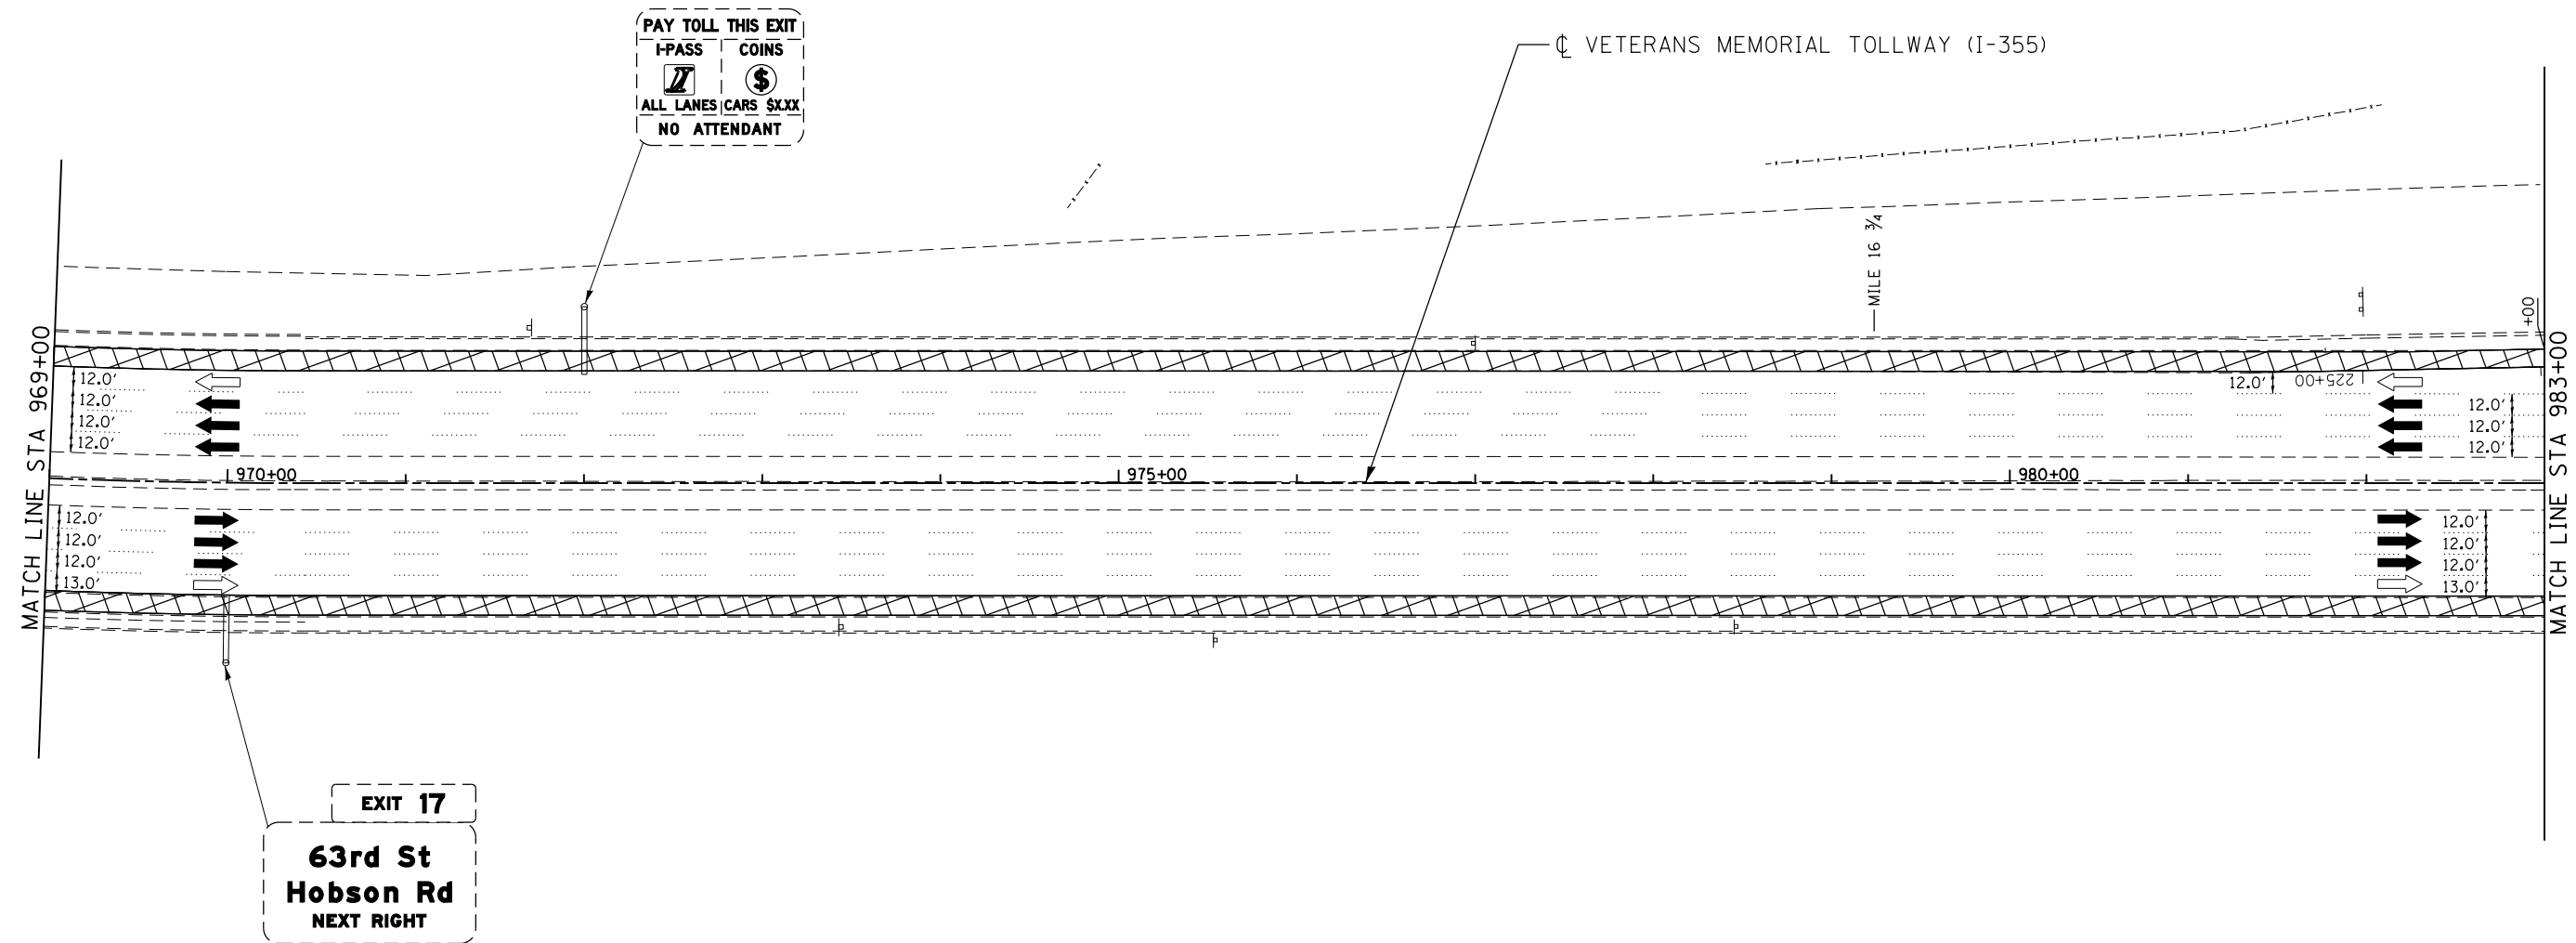 PAY TOLL THIS EXIT
I-PASS COINS
$
ALL LANES CARS $X.XX
NO ATTENDANT
℄ VETERANS MEMORIAL TOLLWAY (I-355)
MILE 16 ¾
+00
MATCH LINE STA 969+00
MATCH LINE STA 983+00
12.0'
12.0'
12.0'
12.0'
12.0'
225+00
12.0'
12.0'
12.0'
970+00
975+00
980+00
12.0'
12.0'
12.0'
13.0'
12.0'
12.0'
12.0'
13.0'
EXIT 17
63rd St
Hobson Rd
NEXT RIGHT